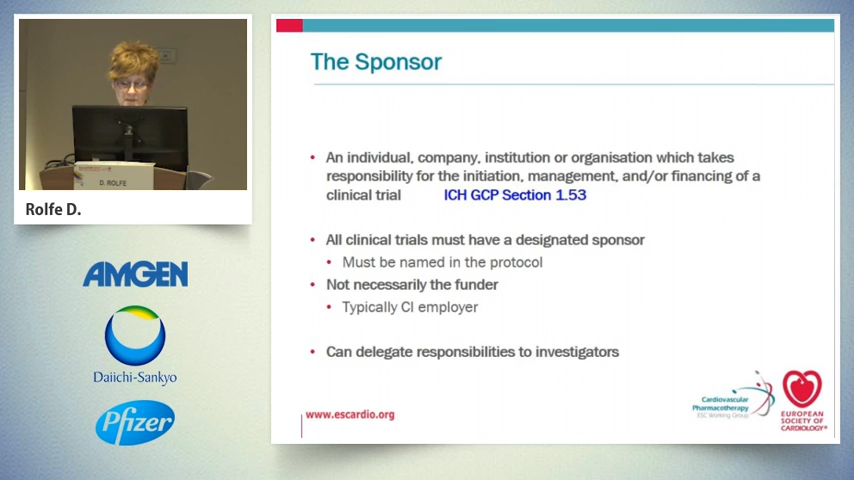 The Sponsor
• An individual, company, institution or organisation which takes
responsibility for the initiation, management, and/or financing of a
clinical trial ICH GCP Section 1.53
• All clinical trials must have a designated sponsor
• Must be named in the protocol
• Not necessarily the funder
• Typically CI employer
• Can delegate responsibilities to investigators
www.escardio.org
Cardiovascular
Pharmacotherapy
ESC Working Group
EUROPEAN
SOCIETY OF
CARDIOLOGY®
D. ROLFE
Rolfe D.
AMGEN
Daiichi-Sankyo
Pfizer